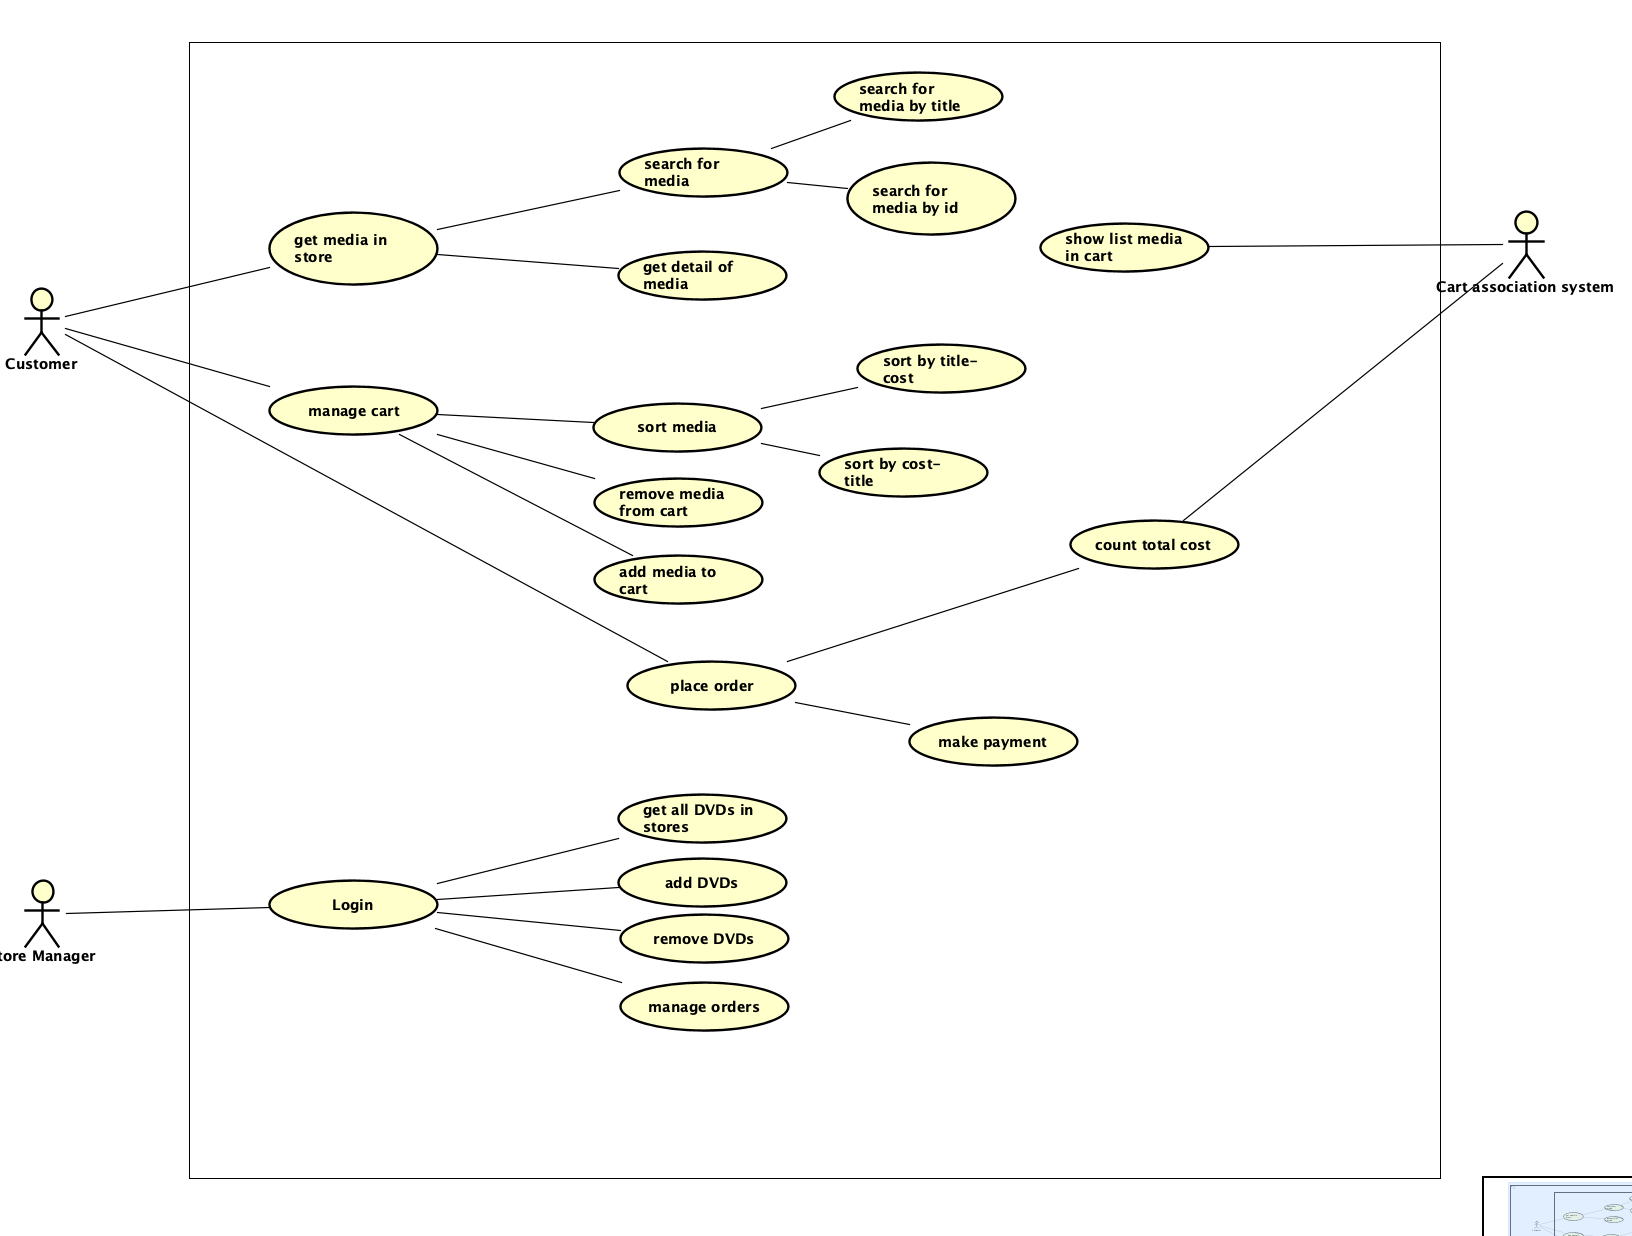 search for
media by title
search for
media
search for
media by id
get media in
store
show list media
in cart
get detail of
media
Cart association system
Customer
sort by title-
cost
manage cart
sort media
sort by cost-
title
remove media
from cart
count total cost
add media to
cart
place order
make payment
get all DVDs in
stores
add DVDs
Login
remove DVDs
tore Manager
manage orders